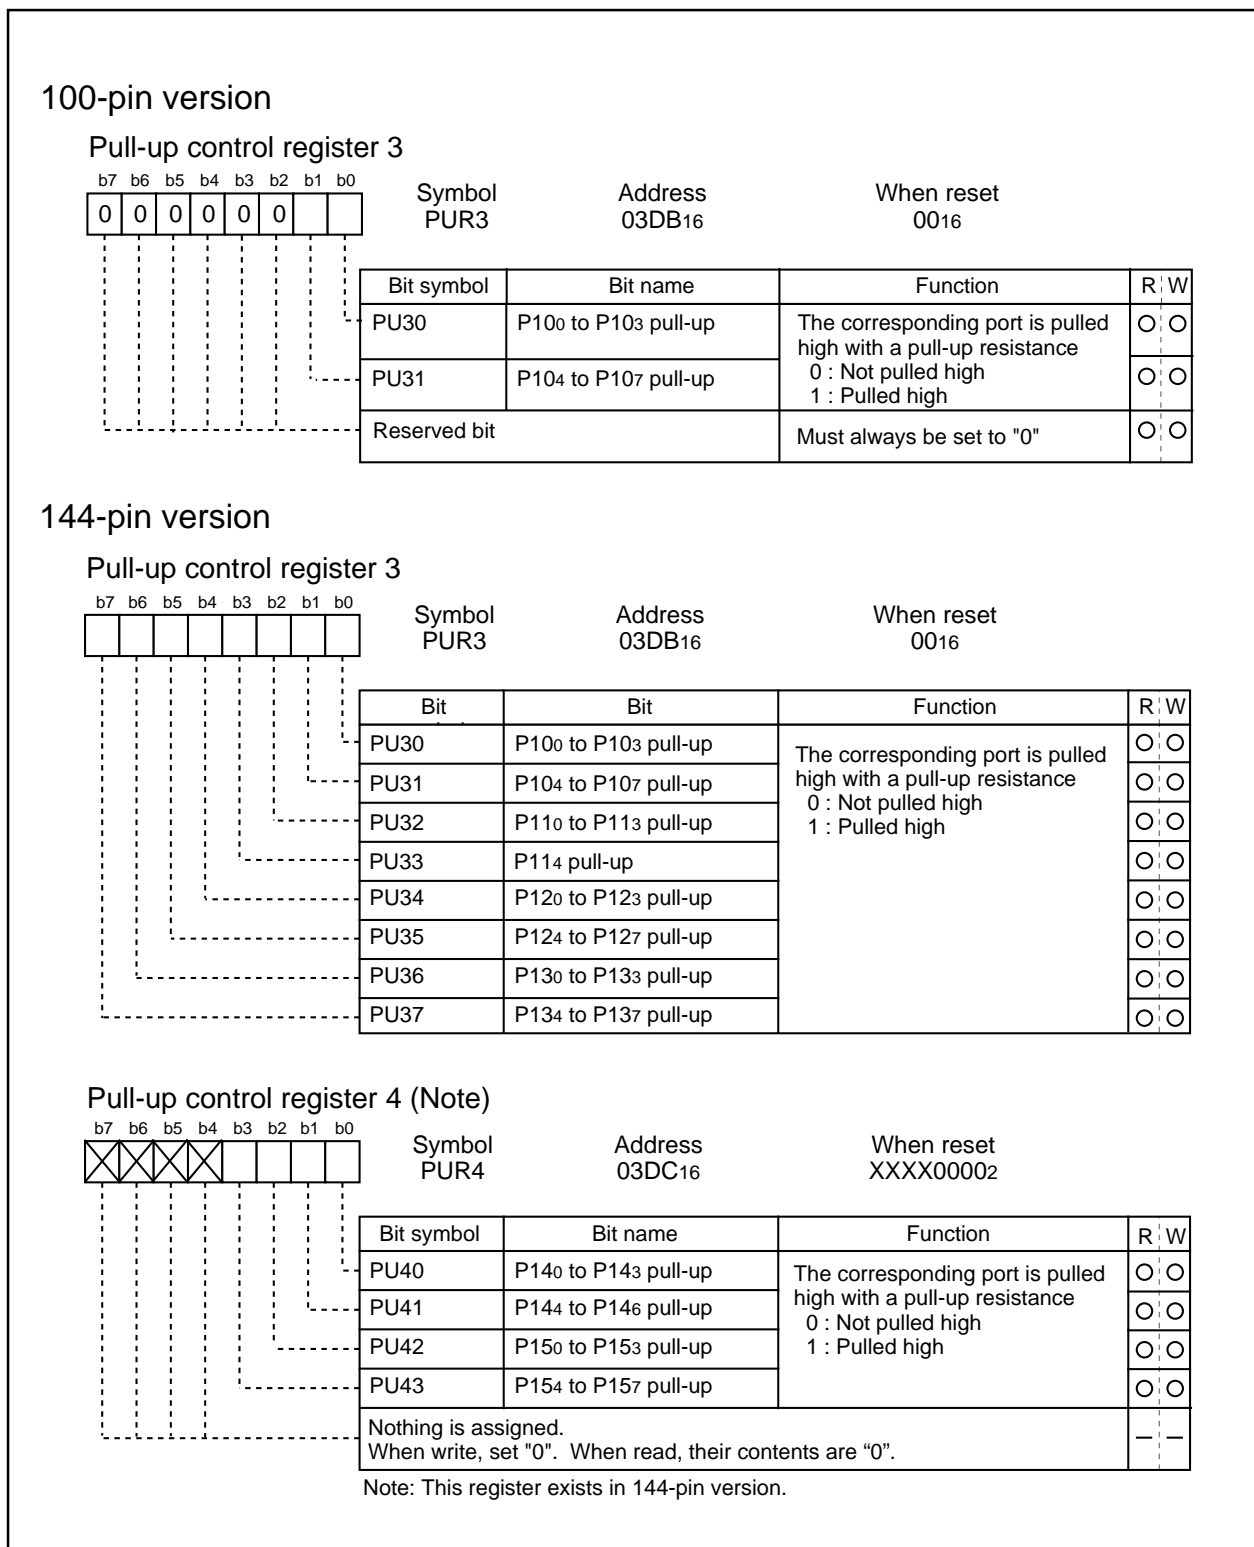 100-pin version
Pull-up control register 3
b7 b6 b5 b4 b3 b2 b1 b0
Symbol Address When reset
0 0 0 0 0 0 PUR3 03DB16 0016
Bit symbol Bit name Function R W
PU30 P100 to P103 pull-up The corresponding port is pulled
high with a pull-up resistance
0 : Not pulled high
PU31 P104 to P107 pull-up
1 : Pulled high
Reserved bit Must always be set to "0"
144-pin version
Pull-up control register 3
b7 b6 b5 b4 b3 b2 b1 b0
Symbol Address When reset
PUR3 03DB16 0016
Bit Bit Function R W
PU30 P100 to P103 pull-up The corresponding port is pulled
PU31 P104 to P107 pull-up high with a pull-up resistance
0 : Not pulled high
PU32 P110 to P113 pull-up 1 : Pulled high
PU33 P114 pull-up
PU34 P120 to P123 pull-up
PU35 P124 to P127 pull-up
PU36 P130 to P133 pull-up
PU37 P134 to P137 pull-up
Pull-up control register 4 (Note)
b7 b6 b5 b4 b3 b2 b1 b0
Symbol Address When reset
PUR4 03DC16 XXXX00002
Bit symbol Bit name Function R W
PU40 P140 to P143 pull-up The corresponding port is pulled
PU41 P144 to P146 pull-up high with a pull-up resistance
0 : Not pulled high
PU42 P150 to P153 pull-up 1 : Pulled high
PU43 P154 to P157 pull-up
Nothing is assigned.
When write, set "0". When read, their contents are “0”.
Note: This register exists in 144-pin version.